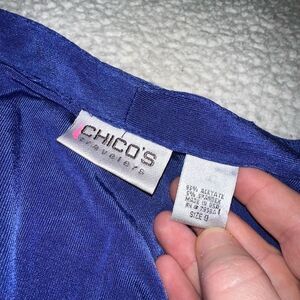 CHICO'S
travelers
95% ACETATE
5% SPANDEX
MADE IN USA
SIZE 0